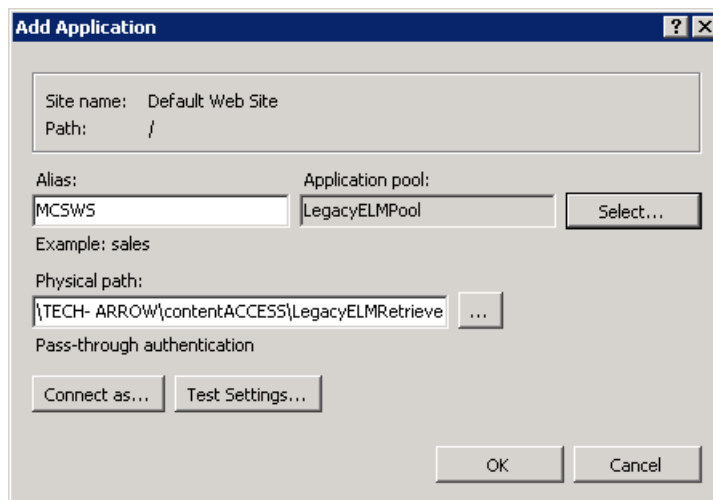 Add Application
Site name: Default Web Site
Path: /
Alias: Application pool:
MCSWS LegacyELMPool Select...
Example: sales
Physical path:
\TECH- ARROW\contentACCESS\LegacyELMRetrieve ...
Pass-through authentication
Connect as... Test Settings...
OK Cancel